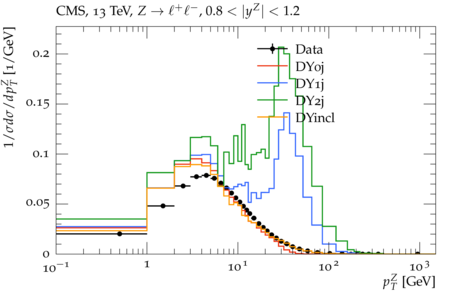 CMS, 13 TeV, Z → ℓ⁺ℓ⁻, 0.8 < |y^Z| < 1.2
1/σdσ/dp_T^Z [1/GeV]
0.2
0.15
0.1
0.05
0
Data
DY0j
DY1j
DY2j
DYincl
10⁻¹
1
10¹
10²
10³
p_T^Z [GeV]